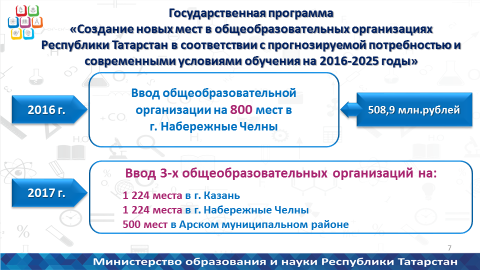 Государственная программа
«Создание новых мест в общеобразовательных организациях
Республики Татарстан в соответствии с прогнозируемой потребностью и
современными условиями обучения на 2016-2025 годы»
2016 г.
Ввод общеобразовательной
организации на 800 мест в
г. Набережные Челны
508,9 млн.рублей
2017 г.
Ввод 3-х общеобразовательных организаций на:
1 224 места в г. Казань
1 224 места в г. Набережные Челны
500 мест в Арском муниципальном районе
7
Министерство образования и науки Республики Татарстан